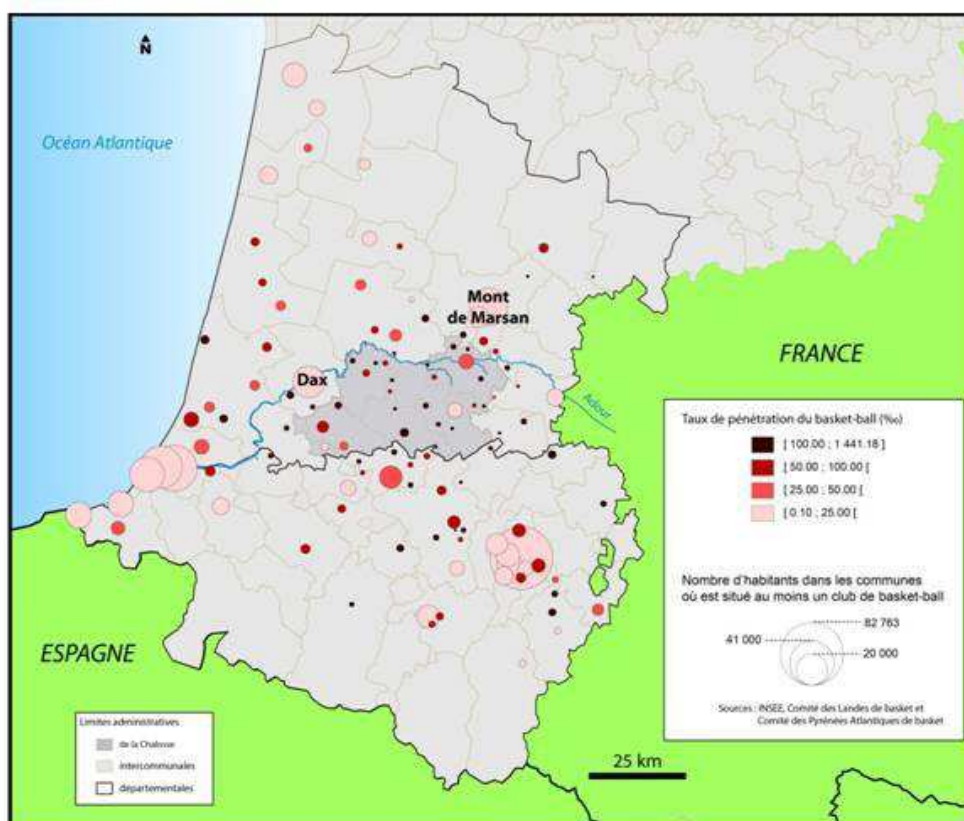 N
Océan Atlantique
Mont
de Marsan
FRANCE
Dax
Adour
Taux de pénétration du basket-ball (‰)
[ 100.00 ; 1 441.18 ]
[ 50.00 ; 100.00 [
[ 25.00 ; 50.00 [
[ 0.10 ; 25.00 [
Nombre d'habitants dans les communes
où est situé au moins un club de basket-ball
82 763
41 000
20 000
Sources : INSEE, Comité des Landes de basket et
Comité des Pyrénées Atlantiques de basket
ESPAGNE
Limites administratives
de la Chalosse
intercommunales
départementales
25 km